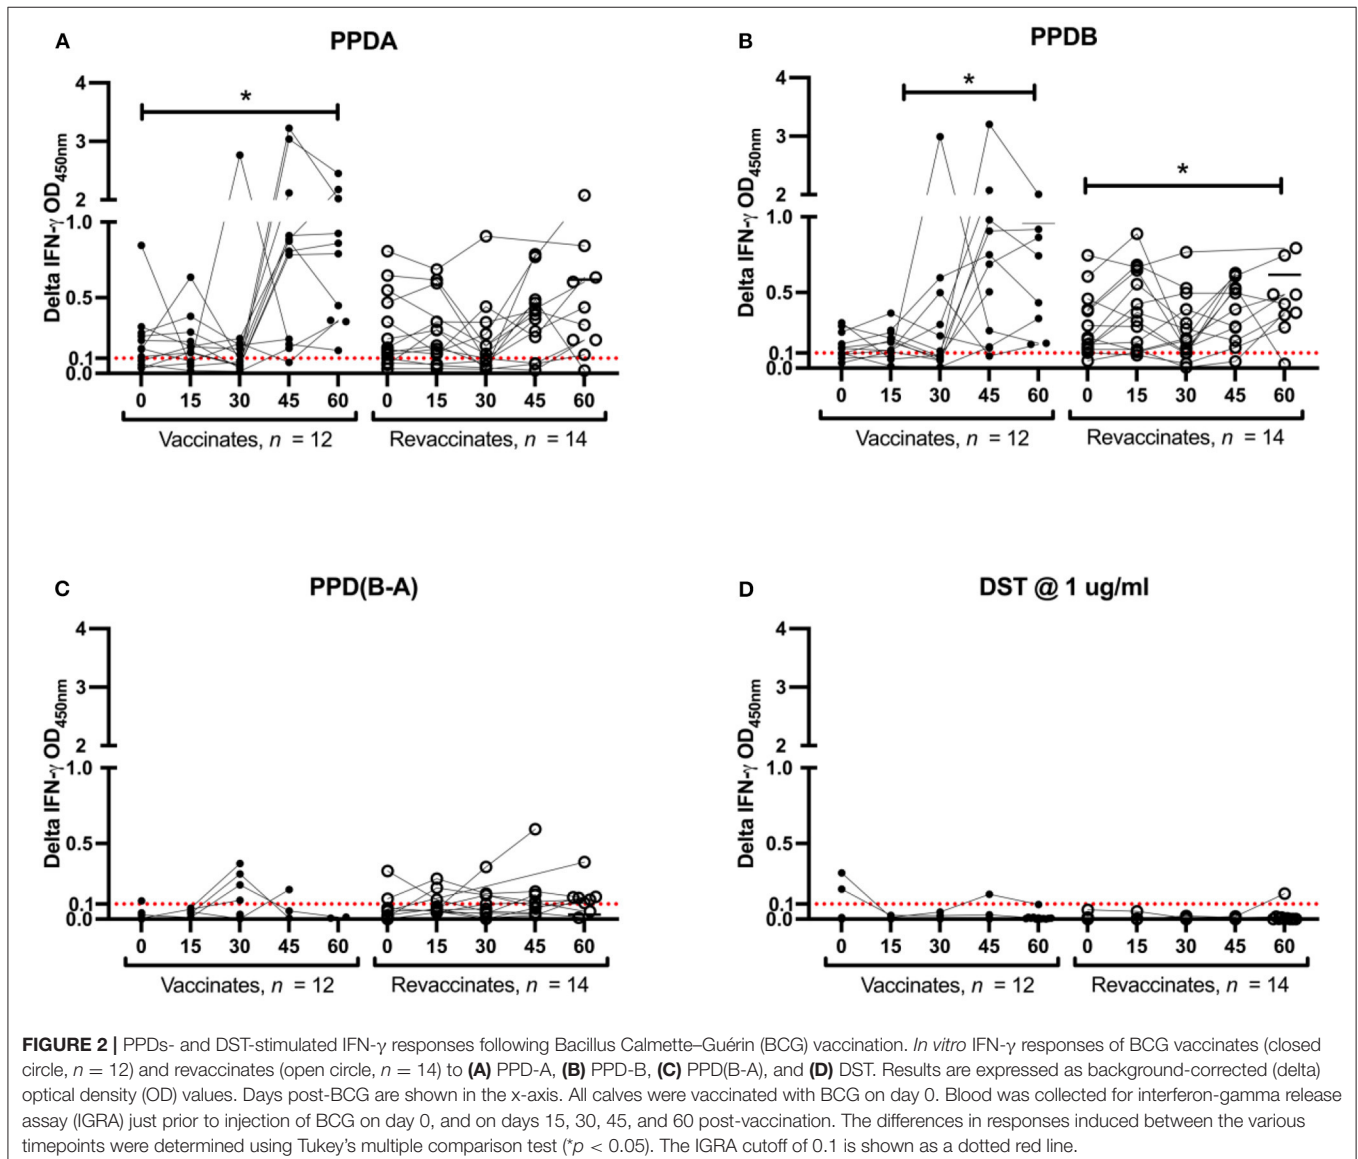 A
PPDA
Delta IFN-γ OD450nm
4
3
2
1.0
0.5
0.1
0.0
*
0 15 30 45 60 0 15 30 45 60
Vaccinates, n = 12 Revaccinates, n = 14
B
PPDB
Delta IFN-γ OD450nm
4
3
2
1.0
0.5
0.1
0.0
*
*
0 15 30 45 60 0 15 30 45 60
Vaccinates, n = 12 Revaccinates, n = 14
C
PPD(B-A)
Delta IFN-γ OD450nm
4
3
2
1.0
0.5
0.1
0.0
0 15 30 45 60 0 15 30 45 60
Vaccinates, n = 12 Revaccinates, n = 14
D
DST @ 1 ug/ml
Delta IFN-γ OD450nm
4
3
2
1.0
0.5
0.1
0.0
0 15 30 45 60 0 15 30 45 60
Vaccinates, n = 12 Revaccinates, n = 14
FIGURE 2 | PPDs- and DST-stimulated IFN-γ responses following Bacillus Calmette–Guérin (BCG) vaccination. In vitro IFN-γ responses of BCG vaccinates (closed
circle, n = 12) and revaccinates (open circle, n = 14) to (A) PPD-A, (B) PPD-B, (C) PPD(B-A), and (D) DST. Results are expressed as background-corrected (delta)
optical density (OD) values. Days post-BCG are shown in the x-axis. All calves were vaccinated with BCG on day 0. Blood was collected for interferon-gamma release
assay (IGRA) just prior to injection of BCG on day 0, and on days 15, 30, 45, and 60 post-vaccination. The differences in responses induced between the various
timepoints were determined using Tukey's multiple comparison test (*p < 0.05). The IGRA cutoff of 0.1 is shown as a dotted red line.